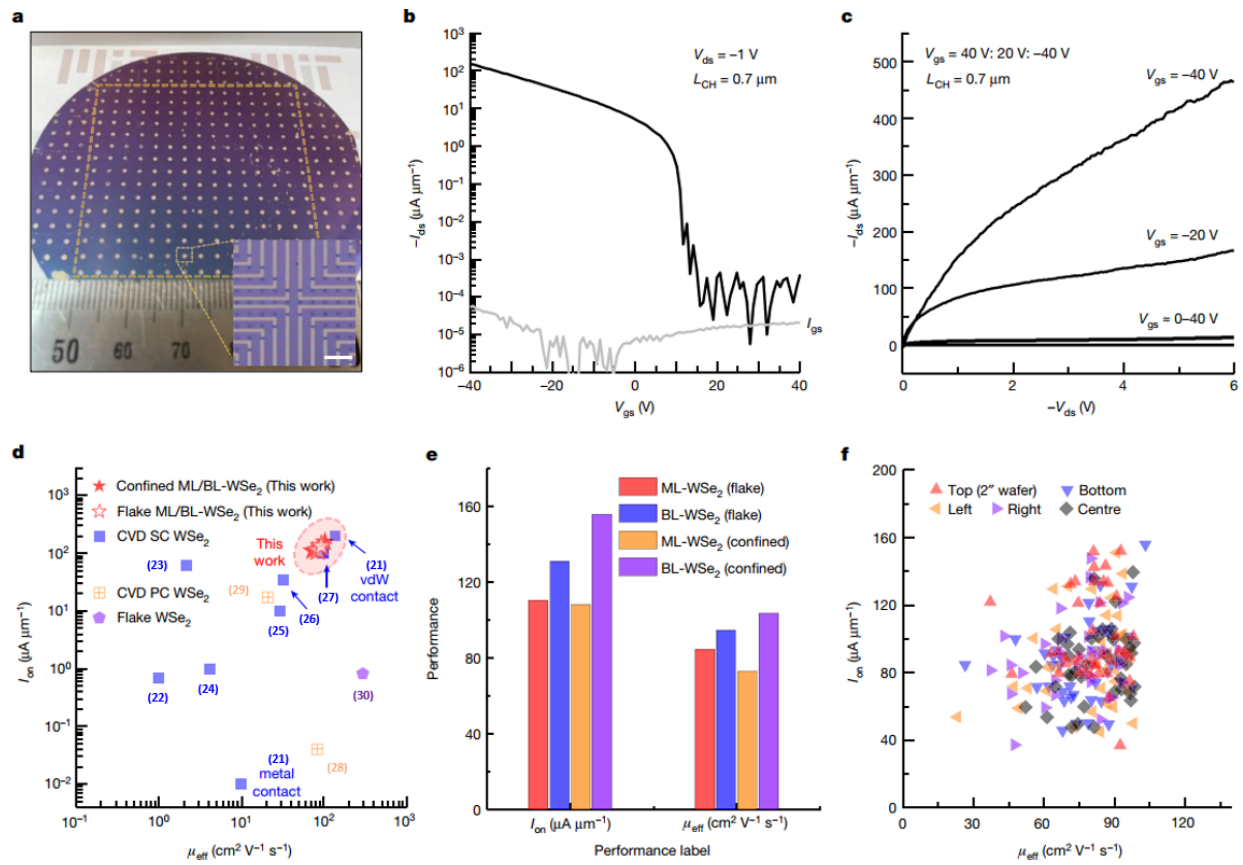 a
50
60
70
80
b
V_ds = −1 V
L_CH = 0.7 μm
10³
10²
10¹
10⁰
10⁻¹
10⁻²
10⁻³
10⁻⁴
10⁻⁵
10⁻⁶
−I_ds (μA μm⁻¹)
I_gs
−40
−20
0
20
40
V_gs (V)
c
V_gs = 40 V: 20 V: −40 V
L_CH = 0.7 μm
V_gs = −40 V
V_gs = −20 V
V_gs ≈ 0–40 V
500
450
400
350
300
250
200
150
100
50
0
−I_ds (μA μm⁻¹)
0
2
4
6
−V_ds (V)
d
Confined ML/BL-WSe₂ (This work)
Flake ML/BL-WSe₂ (This work)
CVD SC WSe₂
CVD PC WSe₂
Flake WSe₂
This
work
(21)
vdW
contact
(23)
(29)
(27)
(26)
(25)
(22)
(24)
(30)
(21)
metal
contact
(28)
10³
10²
10¹
10⁰
10⁻¹
10⁻²
I_on (μA μm⁻¹)
10⁻¹
10⁰
10¹
10²
10³
μ_eff (cm² V⁻¹ s⁻¹)
e
ML-WSe₂ (flake)
BL-WSe₂ (flake)
ML-WSe₂ (confined)
BL-WSe₂ (confined)
160
120
80
40
0
Performance
I_on (μA μm⁻¹)
μ_eff (cm² V⁻¹ s⁻¹)
Performance label
f
Top (2″ wafer)
Bottom
Left
Right
Centre
200
160
120
80
40
0
I_on (μA μm⁻¹)
0
30
60
90
120
μ_eff (cm² V⁻¹ s⁻¹)